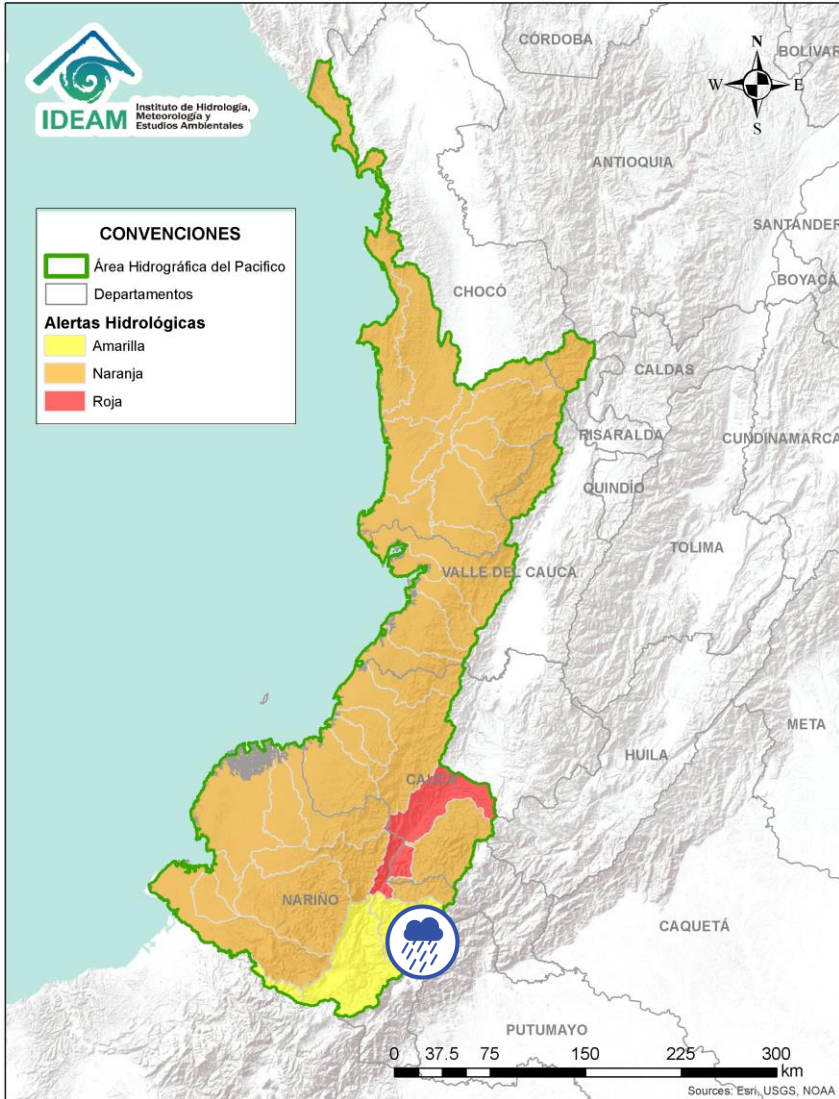 IDEAM
Instituto de Hidrología,
Meteorología y
Estudios Ambientales
CÓRDOBA
BOLÍVAR
N
W
E
S
ANTIOQUIA
SANTANDER
BOYACÁ
CONVENCIONES
Área Hidrográfica del Pacifico
Departamentos
Alertas Hidrológicas
Amarilla
Naranja
Roja
CHOCÓ
CALDAS
RISARALDA
CUNDINAMARCA
QUINDÍO
TOLIMA
VALLE DEL CAUCA
META
HUILA
CAUCA
NARIÑO
CAQUETÁ
PUTUMAYO
0 37.5 75 150 225 300
km
Sources: Esri, USGS, NOAA